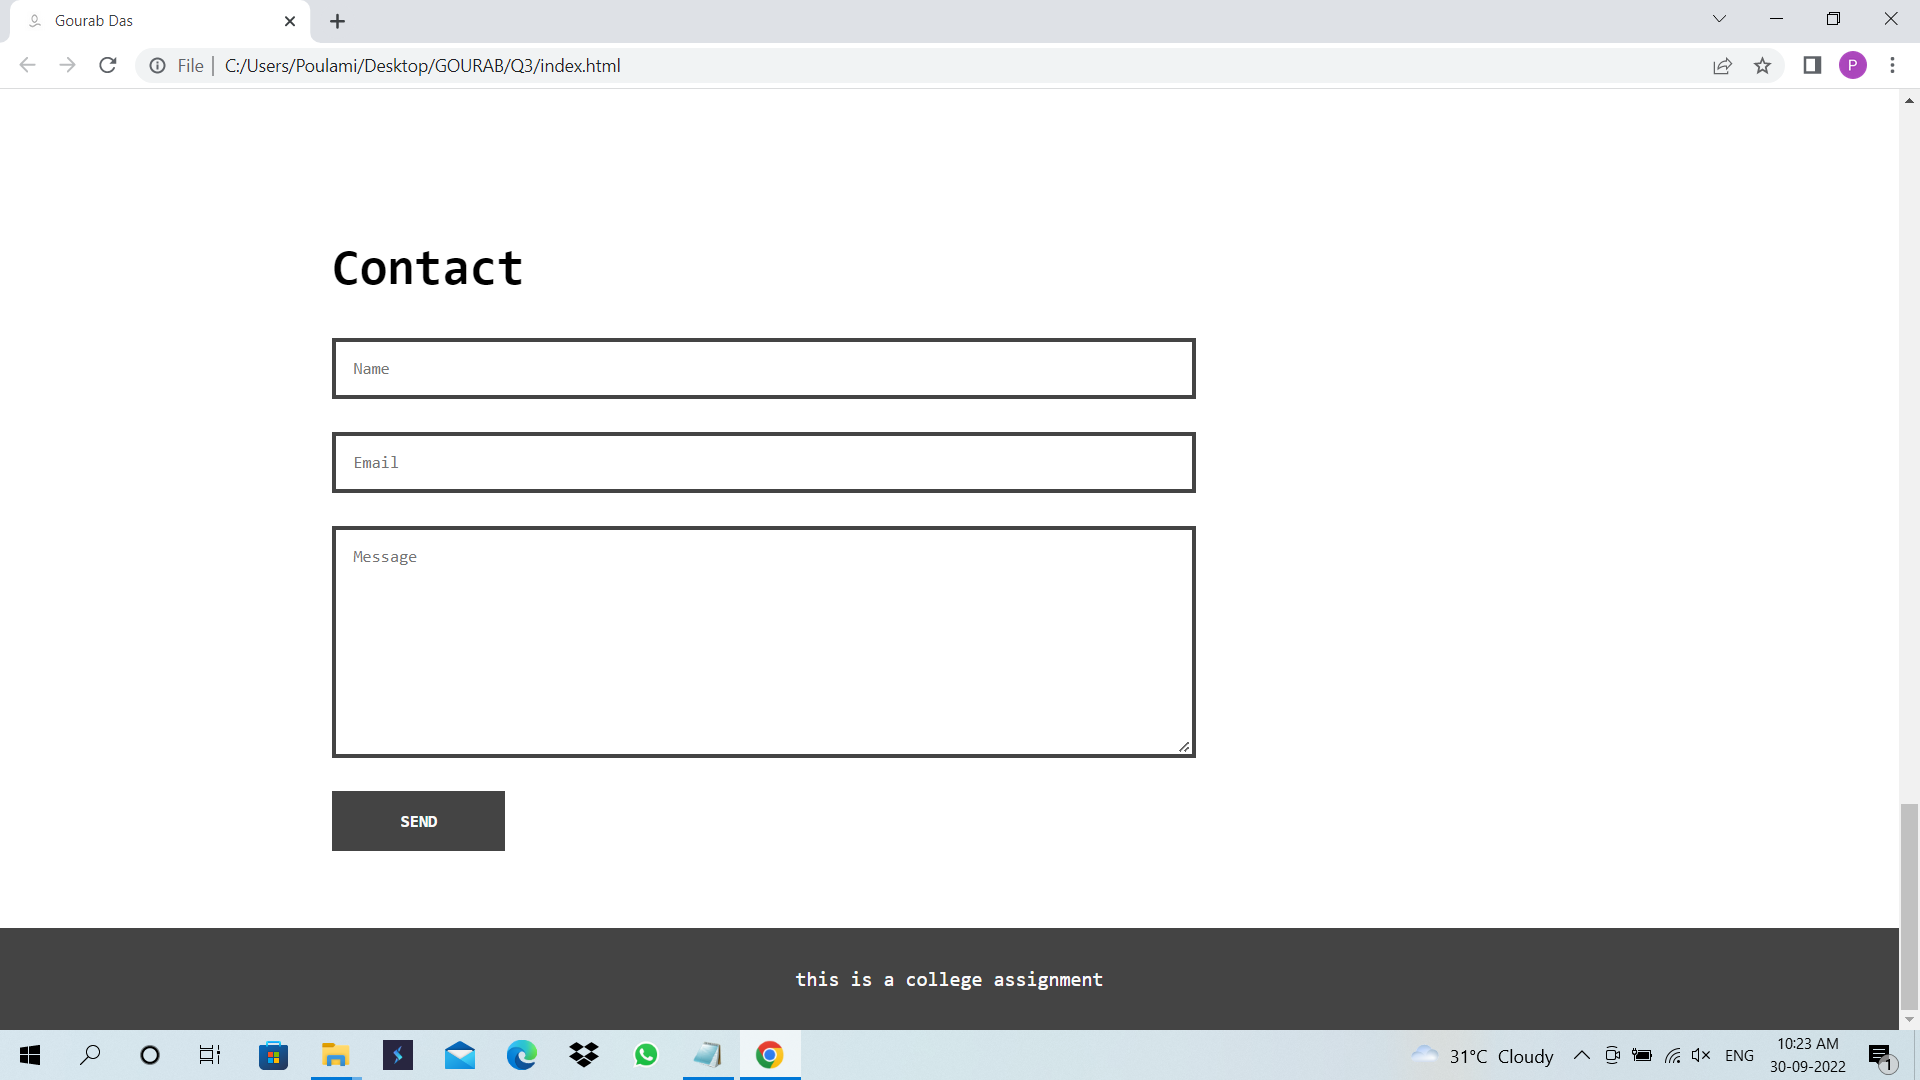 Gourab Das
File
C:/Users/Poulami/Desktop/GOURAB/Q3/index.html
P
Contact
Name
Email
Message
SEND
this is a college assignment
31°C Cloudy
ENG
10:23 AM
30-09-2022
1